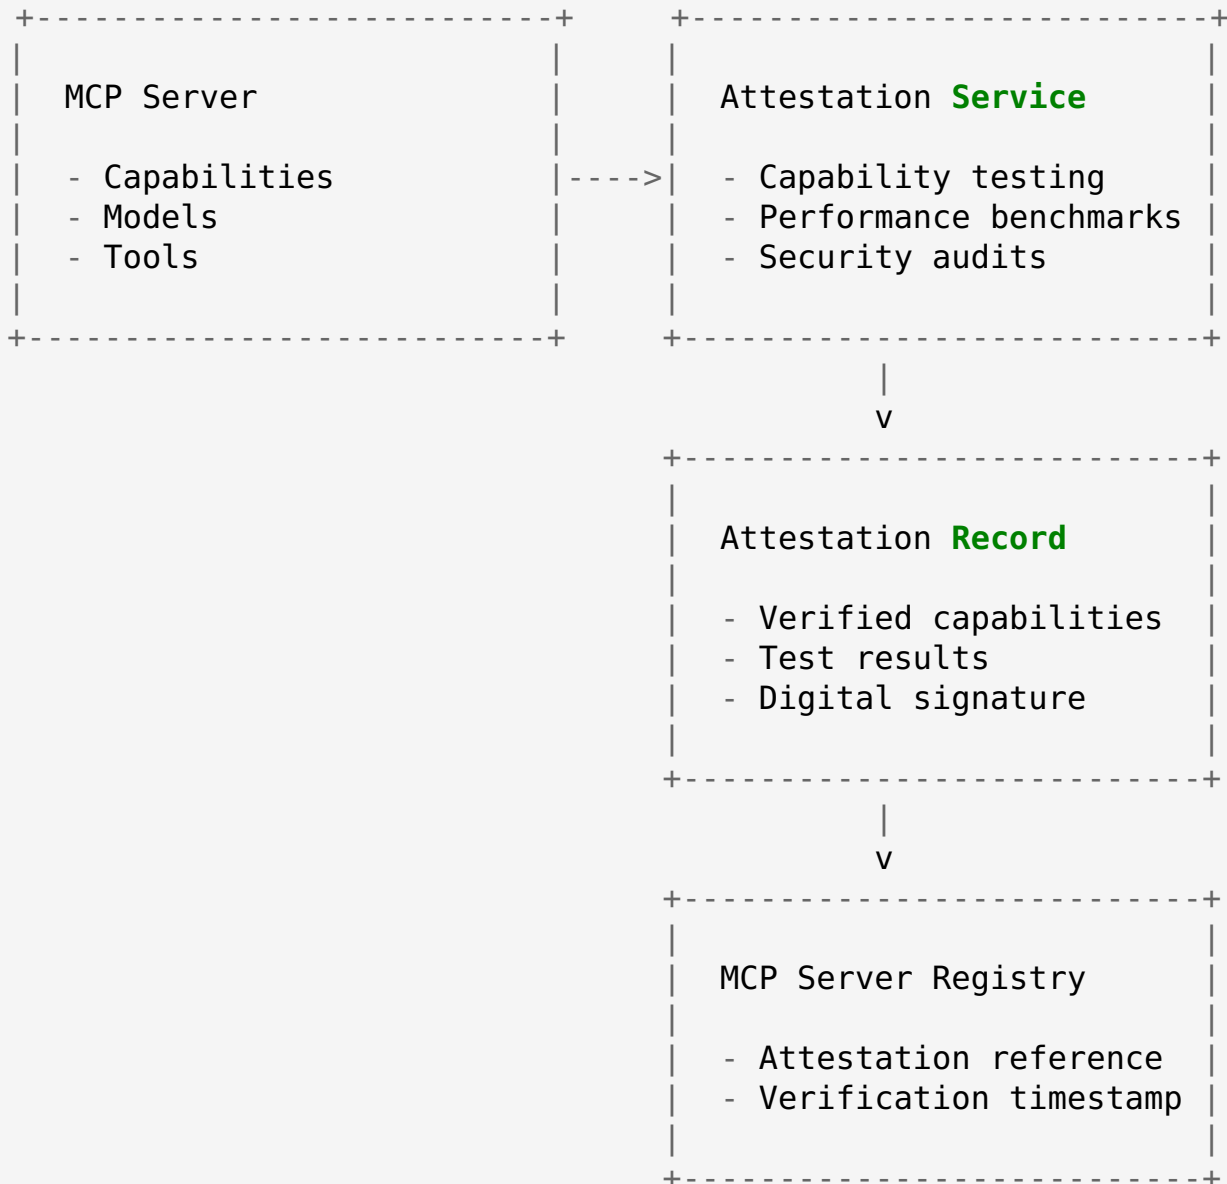 MCP Server
- Capabilities
- Models
- Tools
---->
Attestation Service
- Capability testing
- Performance benchmarks
- Security audits
v
Attestation Record
- Verified capabilities
- Test results
- Digital signature
v
MCP Server Registry
- Attestation reference
- Verification timestamp